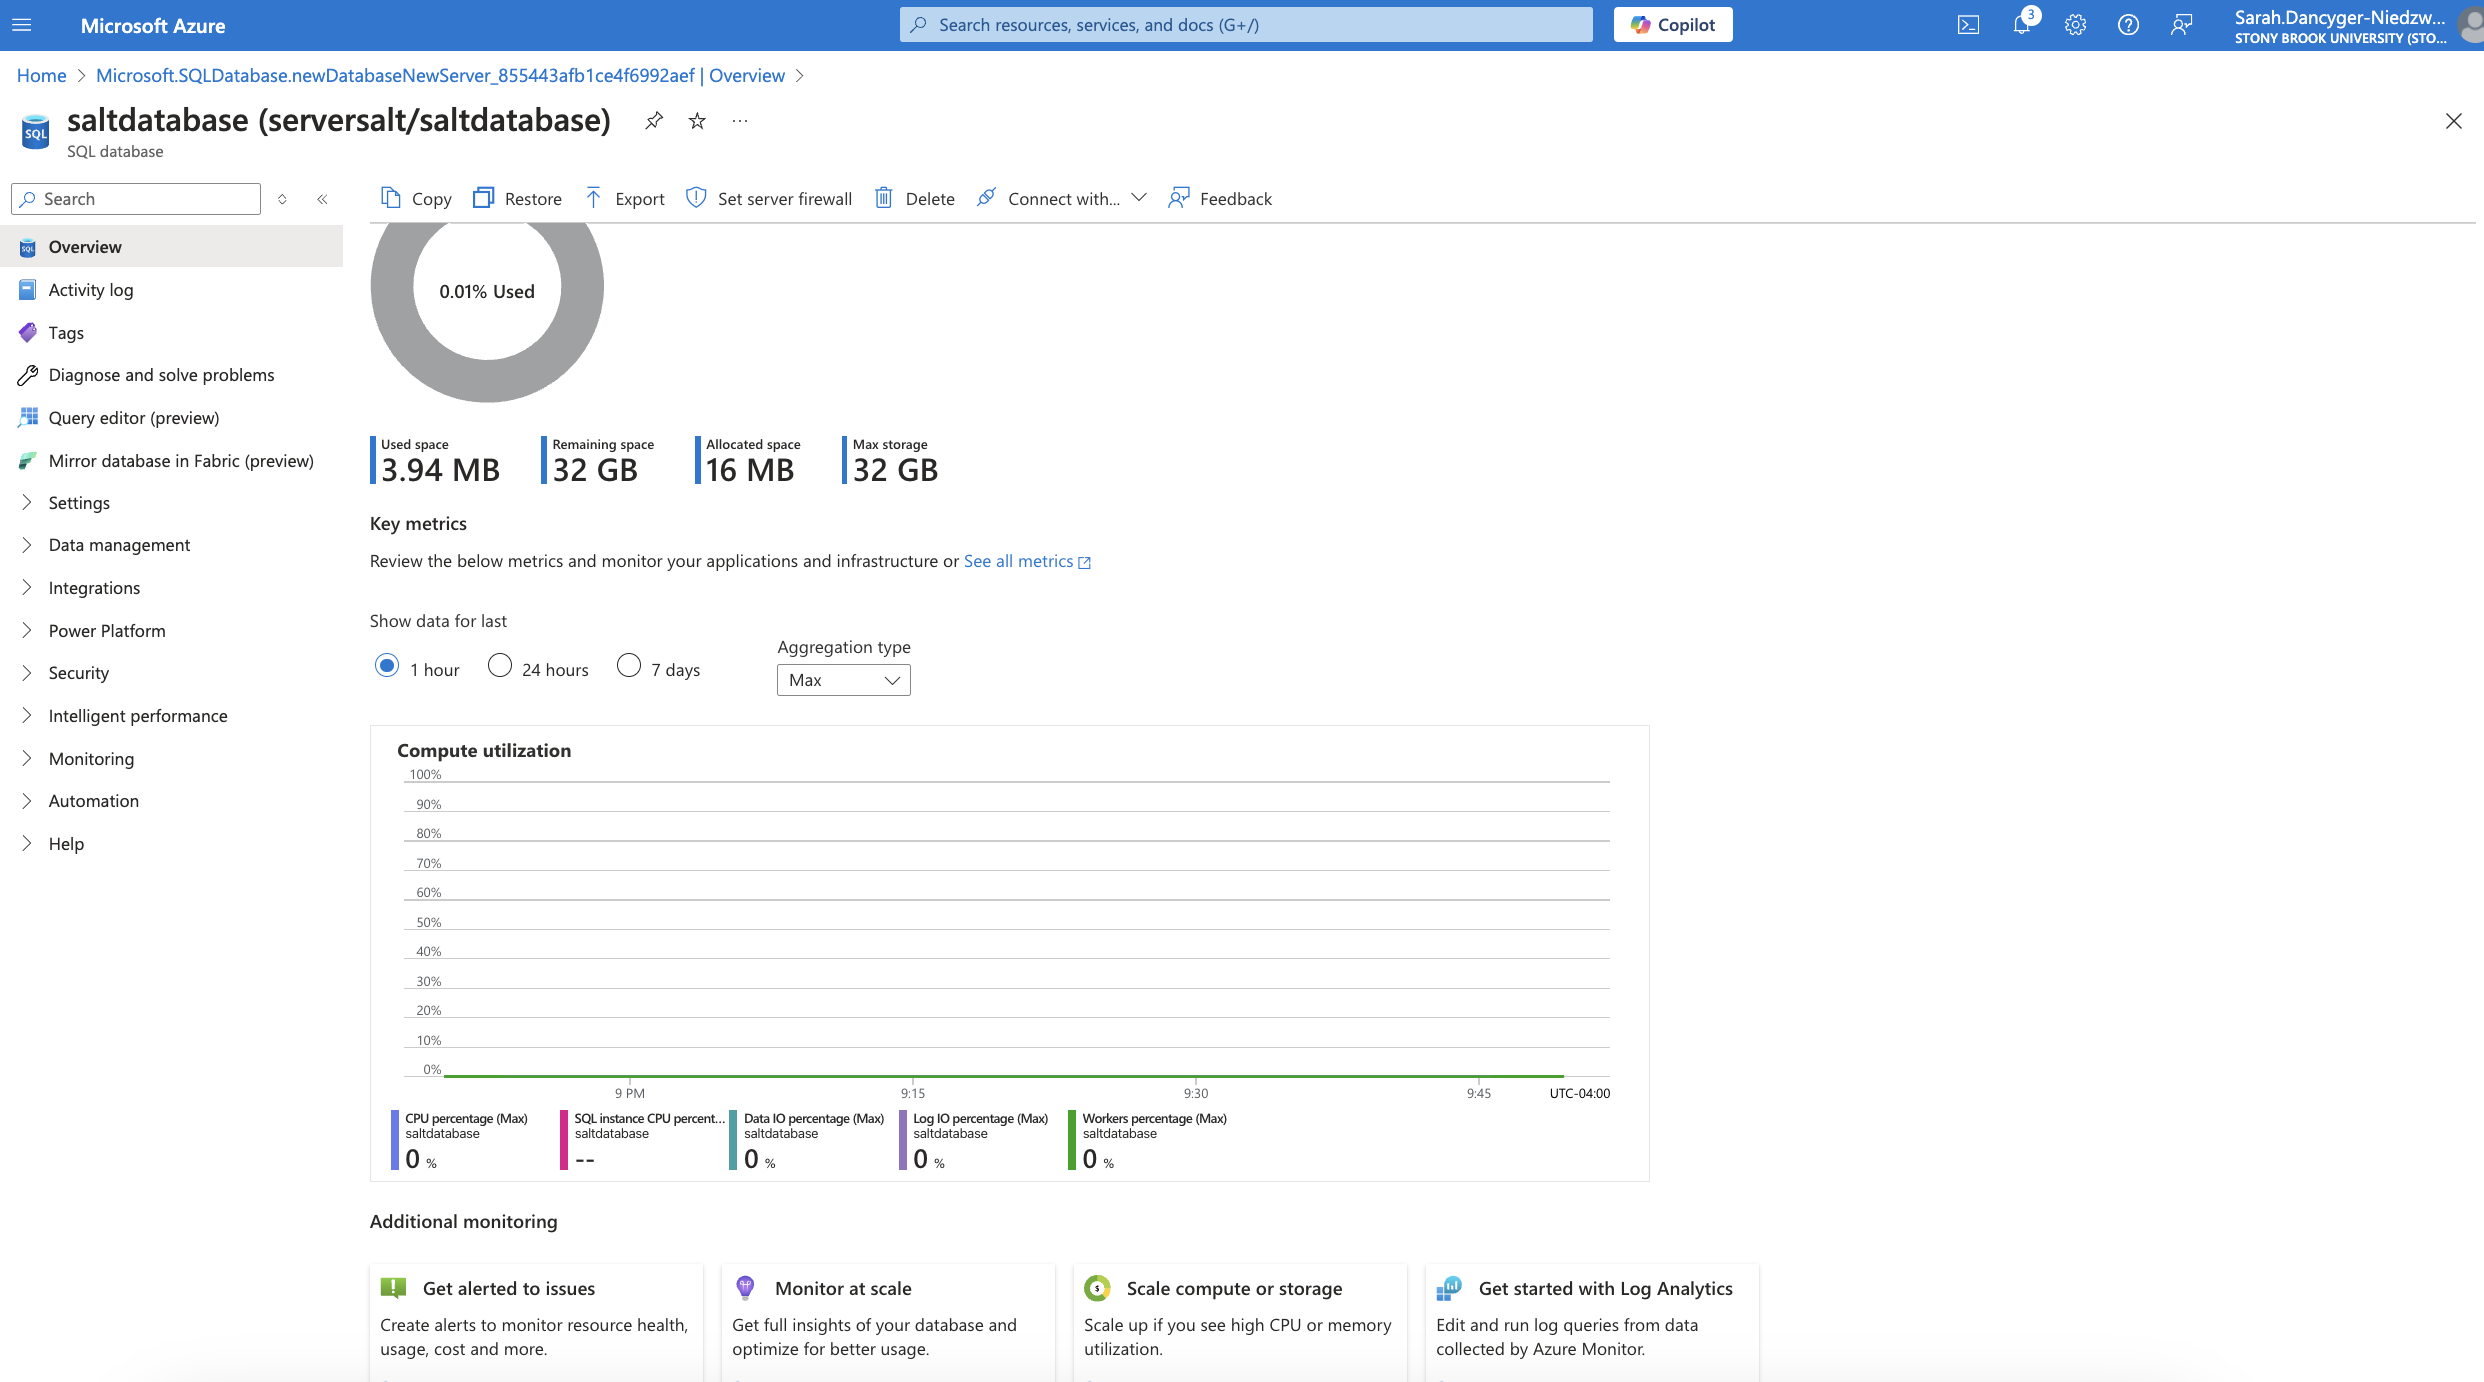 Microsoft Azure
Search resources, services, and docs (G+/)
Copilot
3
Sarah.Dancyger-Niedzw...
STONY BROOK UNIVERSITY (STO...
Home > Microsoft.SQLDatabase.newDatabaseNewServer_855443afb1ce4f6992aef | Overview >
SQL
saltdatabase (serversalt/saltdatabase)
SQL database
Search
Overview
Activity log
Tags
Diagnose and solve problems
Query editor (preview)
Mirror database in Fabric (preview)
Settings
Data management
Integrations
Power Platform
Security
Intelligent performance
Monitoring
Automation
Help
Copy
Restore
Export
Set server firewall
Delete
Connect with...
Feedback
0.01% Used
Used space
3.94 MB
Remaining space
32 GB
Allocated space
16 MB
Max storage
32 GB
Key metrics
Review the below metrics and monitor your applications and infrastructure or See all metrics
Show data for last
1 hour
24 hours
7 days
Aggregation type
Max
Compute utilization
100%
90%
80%
70%
60%
50%
40%
30%
20%
10%
0%
9 PM
9:15
9:30
9:45
UTC-04:00
CPU percentage (Max)
saltdatabase
0 %
SQL instance CPU percent...
saltdatabase
--
Data IO percentage (Max)
saltdatabase
0 %
Log IO percentage (Max)
saltdatabase
0 %
Workers percentage (Max)
saltdatabase
0 %
Additional monitoring
Get alerted to issues
Create alerts to monitor resource health,
usage, cost and more.
Monitor at scale
Get full insights of your database and
optimize for better usage.
Scale compute or storage
Scale up if you see high CPU or memory
utilization.
Get started with Log Analytics
Edit and run log queries from data
collected by Azure Monitor.